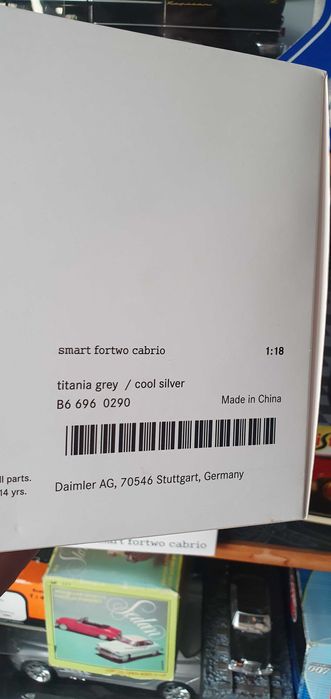 smart fortwo cabrio
1:18
titania grey / cool silver
B6 696 0290
Made in China
ll parts.
14 yrs.
Daimler AG, 70546 Stuttgart, Germany
rt fortwo cabrio